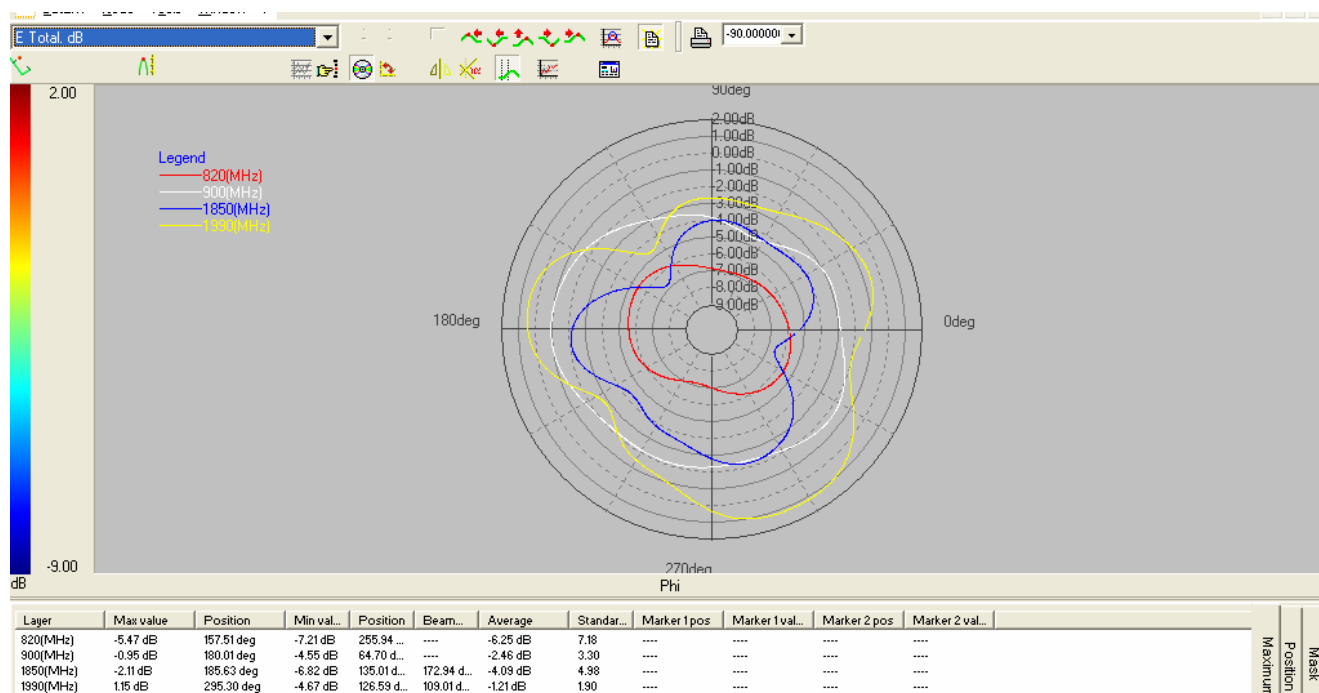 E Total. dB
-90.000000
2.00
-9.00
dB
Legend
820(MHz)
900(MHz)
1850(MHz)
1990(MHz)
90deg
2.00dB
1.00dB
0.00dB
-1.00dB
-2.00dB
-3.00dB
-4.00dB
-5.00dB
-6.00dB
-7.00dB
-8.00dB
-9.00dB
180deg
0deg
270deg
Phi
Layer Max value Position Min val... Position Beam... Average Standar... Marker 1 pos Marker 1 val... Marker 2 pos Marker 2 val...
820(MHz) -5.47 dB 157.51 deg -7.21 dB 255.94 ... ---- -6.25 dB 7.18 ---- ---- ---- ----
900(MHz) -0.95 dB 180.01 deg -4.55 dB 64.70 d... ---- -2.46 dB 3.30 ---- ---- ---- ----
1850(MHz) -2.11 dB 185.63 deg -6.82 dB 135.01 d... 172.94 d... -4.09 dB 4.98 ---- ---- ---- ----
1990(MHz) 1.15 dB 295.30 deg -4.67 dB 126.59 d... 109.01 d... -1.21 dB 1.90 ---- ---- ---- ----
Maximum
Position
Mask